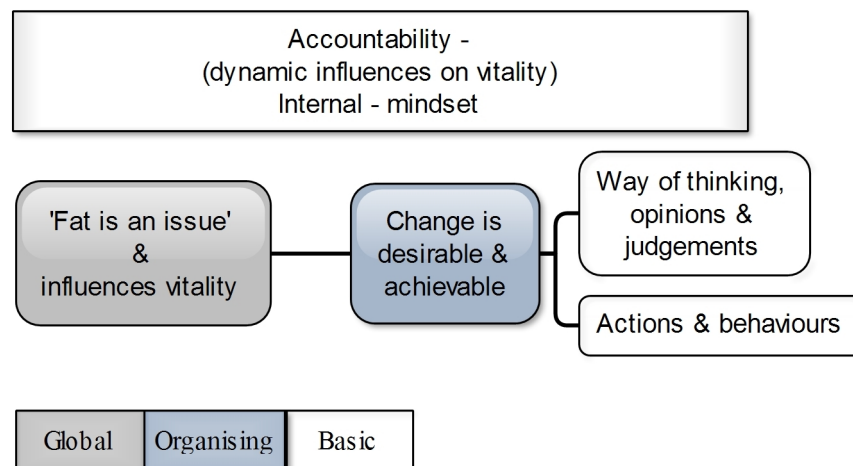 Accountability -
(dynamic influences on vitality)
Internal - mindset
'Fat is an issue'
&
influences vitality
Change is
desirable &
achievable
Way of thinking,
opinions &
judgements
Actions & behaviours
Global
Organising
Basic